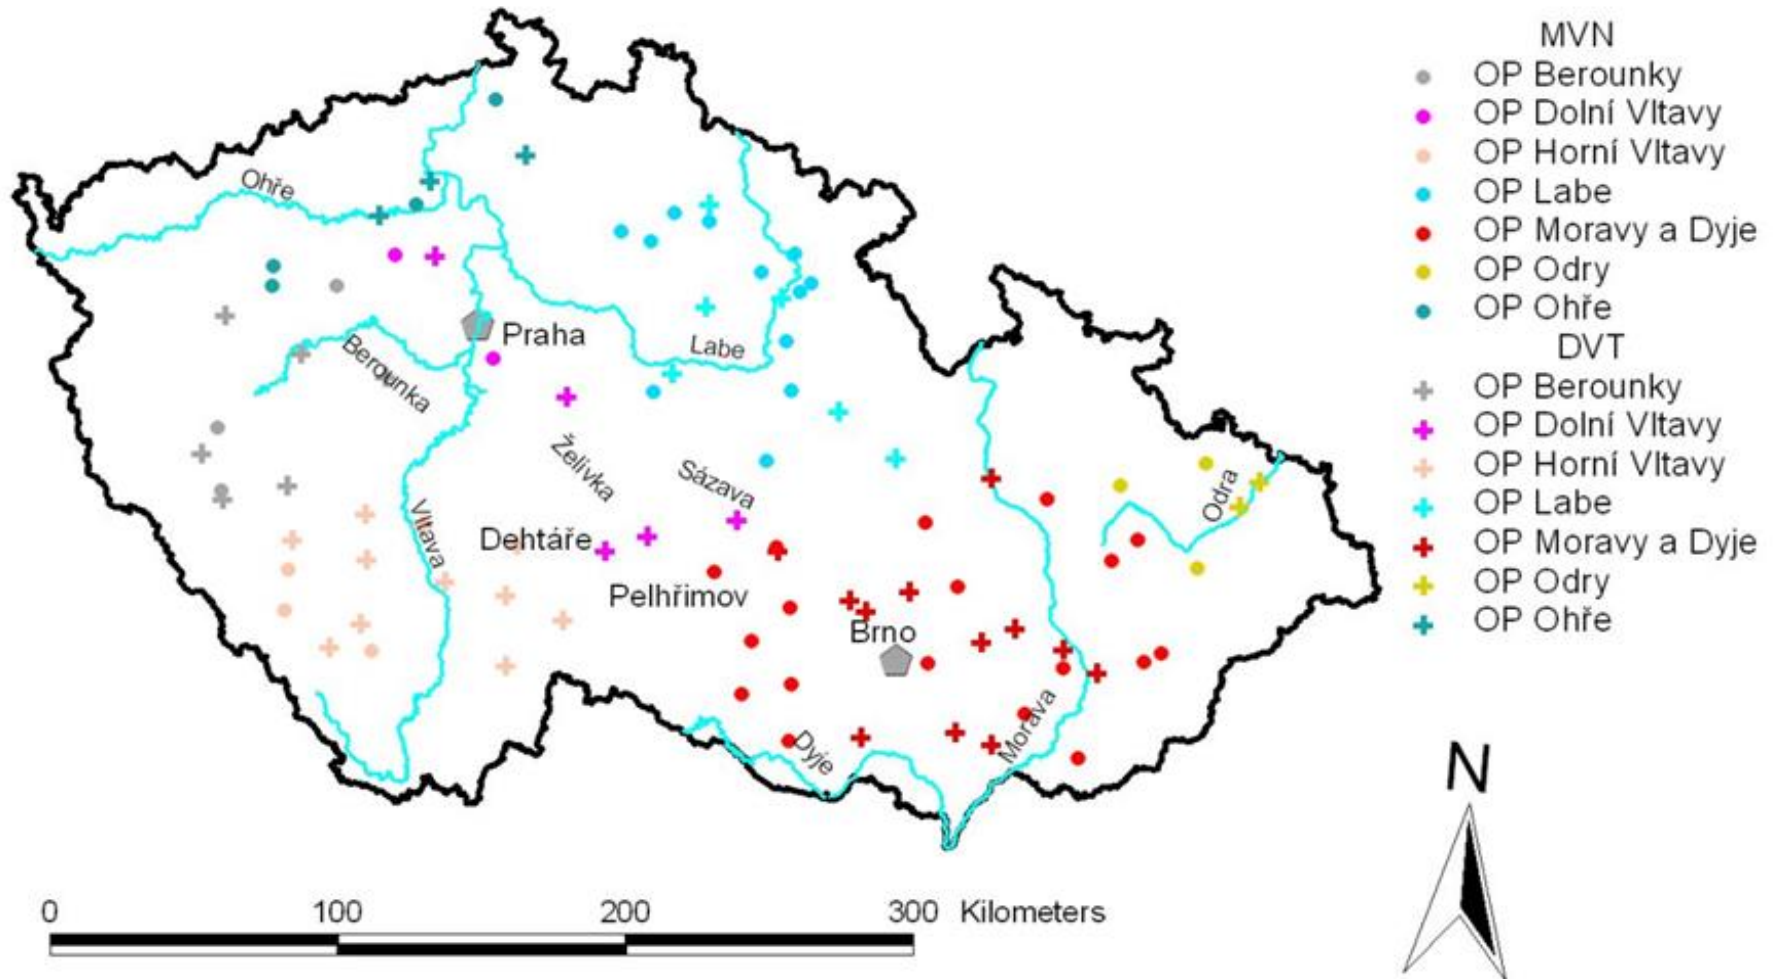 MVN
OP Berounky
OP Dolní Vltavy
OP Horní Vltavy
OP Labe
OP Moravy a Dyje
OP Odry
OP Ohře
DVT
OP Berounky
OP Dolní Vltavy
OP Horní Vltavy
OP Labe
OP Moravy a Dyje
OP Odry
OP Ohře
Ohře
Praha
Labe
Berounka
Želivka
Sázava
Odra
Vltava
Dehtáře
Pelhřimov
Brno
Morava
Dyje
N
0 100 200 300 Kilometers